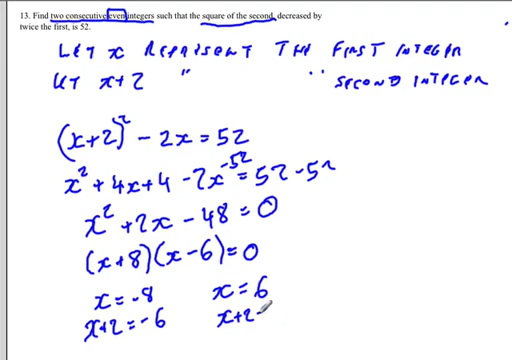 13. Find two consecutive even integers such that the square of the second, decreased by
twice the first, is 52.
LET x REPRESENT THE FIRST INTEGER
LET x+2 " " SECOND INTEGER
(x+2)² - 2x = 52
x² + 4x + 4 - 2x -52 = 52 - 52
x² + 2x - 48 = 0
(x+8)(x-6) = 0
x = -8 x = 6
x+2 = -6 x+2 -